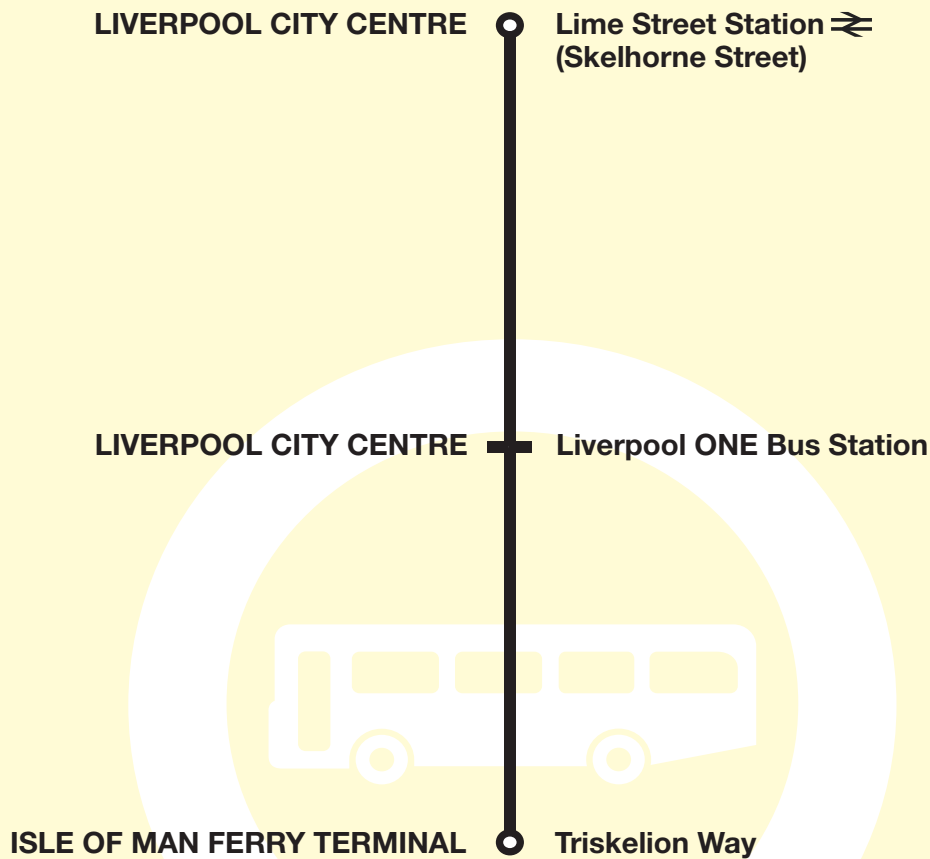 LIVERPOOL CITY CENTRE Lime Street Station
(Skelhorne Street)
LIVERPOOL CITY CENTRE Liverpool ONE Bus Station
ISLE OF MAN FERRY TERMINAL Triskelion Way